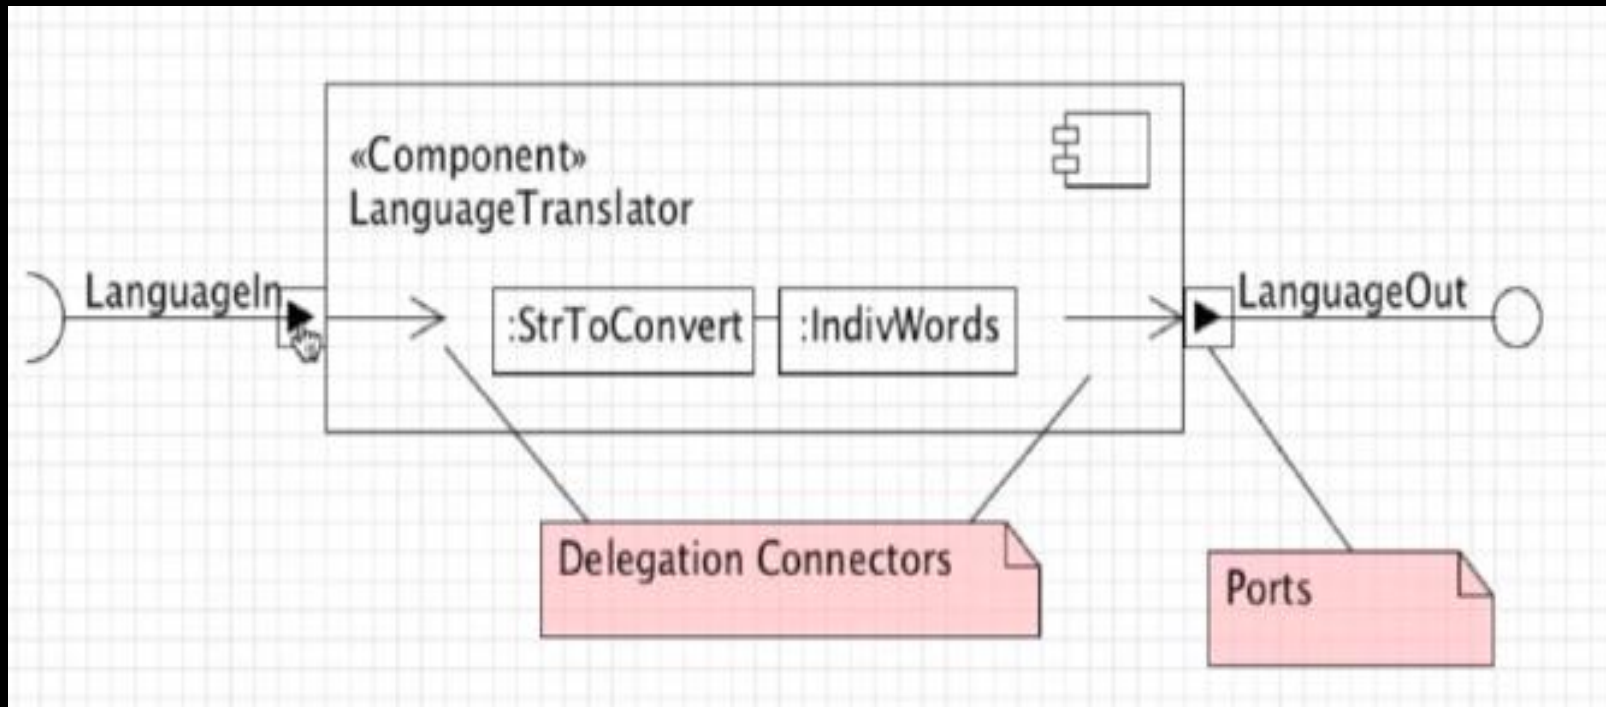 «Component»
LanguageTranslator
LanguageIn
:StrToConvert
:IndivWords
LanguageOut
Delegation Connectors
Ports